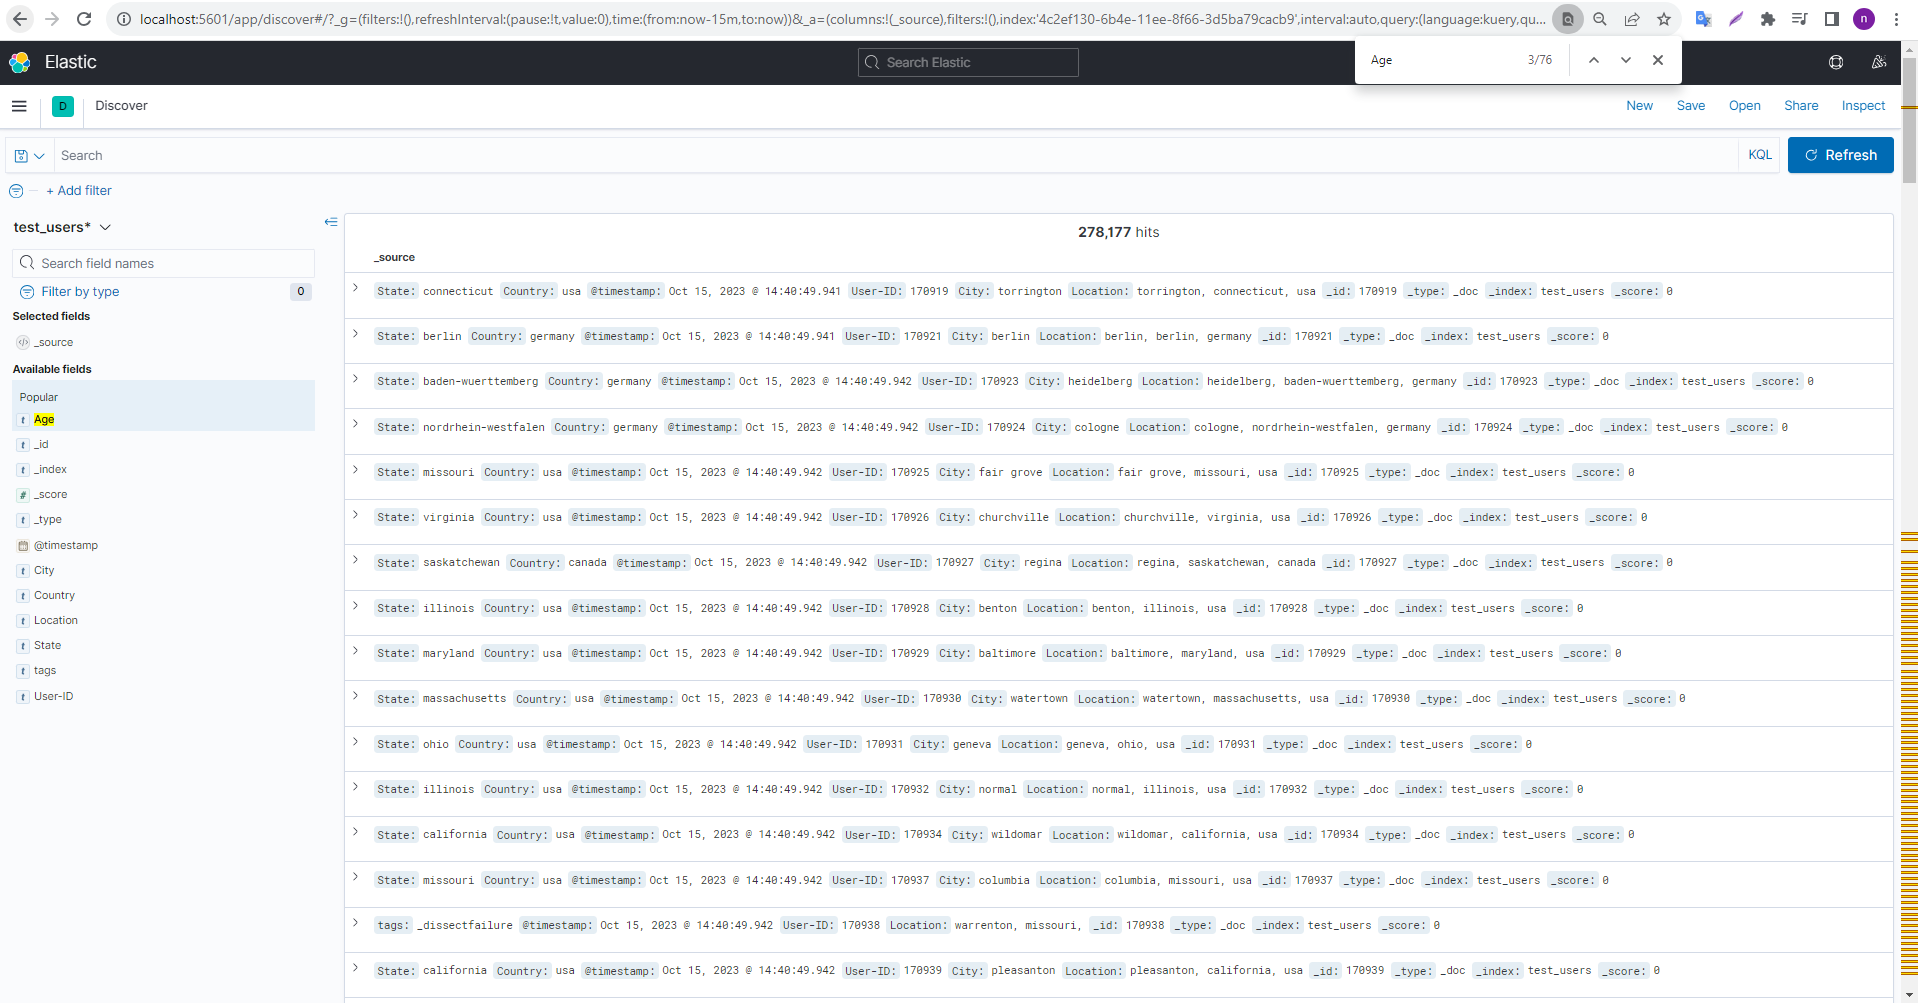 localhost:5601/app/discover#/?_g=(filters:!(),refreshInterval:(pause:!t,value:0),time:(from:now-15m,to:now))&_a=(columns:!(_source),filters:!(),index:'4c2ef130-6b4e-11ee-8f66-3d5ba79cacb9',interval:auto,query:(language:kuery,qu... n
Elastic Search Elastic Age 3/76
D Discover New Save Open Share Inspect
Search KQL Refresh
+ Add filter
test_users*
278,177 hits
Search field names
_source
Filter by type 0
Selected fields
_source
Available fields
Popular
t Age
t _id
t _index
# _score
t _type
@timestamp
t City
t Country
t Location
t State
t tags
t User-ID
State: connecticut Country: usa @timestamp: Oct 15, 2023 @ 14:40:49.941 User-ID: 170919 City: torrington Location: torrington, connecticut, usa _id: 170919 _type: _doc _index: test_users _score: 0
State: berlin Country: germany @timestamp: Oct 15, 2023 @ 14:40:49.941 User-ID: 170921 City: berlin Location: berlin, berlin, germany _id: 170921 _type: _doc _index: test_users _score: 0
State: baden-wuerttemberg Country: germany @timestamp: Oct 15, 2023 @ 14:40:49.942 User-ID: 170923 City: heidelberg Location: heidelberg, baden-wuerttemberg, germany _id: 170923 _type: _doc _index: test_users _score: 0
State: nordrhein-westfalen Country: germany @timestamp: Oct 15, 2023 @ 14:40:49.942 User-ID: 170924 City: cologne Location: cologne, nordrhein-westfalen, germany _id: 170924 _type: _doc _index: test_users _score: 0
State: missouri Country: usa @timestamp: Oct 15, 2023 @ 14:40:49.942 User-ID: 170925 City: fair grove Location: fair grove, missouri, usa _id: 170925 _type: _doc _index: test_users _score: 0
State: virginia Country: usa @timestamp: Oct 15, 2023 @ 14:40:49.942 User-ID: 170926 City: churchville Location: churchville, virginia, usa _id: 170926 _type: _doc _index: test_users _score: 0
State: saskatchewan Country: canada @timestamp: Oct 15, 2023 @ 14:40:49.942 User-ID: 170927 City: regina Location: regina, saskatchewan, canada _id: 170927 _type: _doc _index: test_users _score: 0
State: illinois Country: usa @timestamp: Oct 15, 2023 @ 14:40:49.942 User-ID: 170928 City: benton Location: benton, illinois, usa _id: 170928 _type: _doc _index: test_users _score: 0
State: maryland Country: usa @timestamp: Oct 15, 2023 @ 14:40:49.942 User-ID: 170929 City: baltimore Location: baltimore, maryland, usa _id: 170929 _type: _doc _index: test_users _score: 0
State: massachusetts Country: usa @timestamp: Oct 15, 2023 @ 14:40:49.942 User-ID: 170930 City: watertown Location: watertown, massachusetts, usa _id: 170930 _type: _doc _index: test_users _score: 0
State: ohio Country: usa @timestamp: Oct 15, 2023 @ 14:40:49.942 User-ID: 170931 City: geneva Location: geneva, ohio, usa _id: 170931 _type: _doc _index: test_users _score: 0
State: illinois Country: usa @timestamp: Oct 15, 2023 @ 14:40:49.942 User-ID: 170932 City: normal Location: normal, illinois, usa _id: 170932 _type: _doc _index: test_users _score: 0
State: california Country: usa @timestamp: Oct 15, 2023 @ 14:40:49.942 User-ID: 170934 City: wildomar Location: wildomar, california, usa _id: 170934 _type: _doc _index: test_users _score: 0
State: missouri Country: usa @timestamp: Oct 15, 2023 @ 14:40:49.942 User-ID: 170937 City: columbia Location: columbia, missouri, usa _id: 170937 _type: _doc _index: test_users _score: 0
tags: _dissectfailure @timestamp: Oct 15, 2023 @ 14:40:49.942 User-ID: 170938 Location: warrenton, missouri, _id: 170938 _type: _doc _index: test_users _score: 0
State: california Country: usa @timestamp: Oct 15, 2023 @ 14:40:49.942 User-ID: 170939 City: pleasanton Location: pleasanton, california, usa _id: 170939 _type: _doc _index: test_users _score: 0